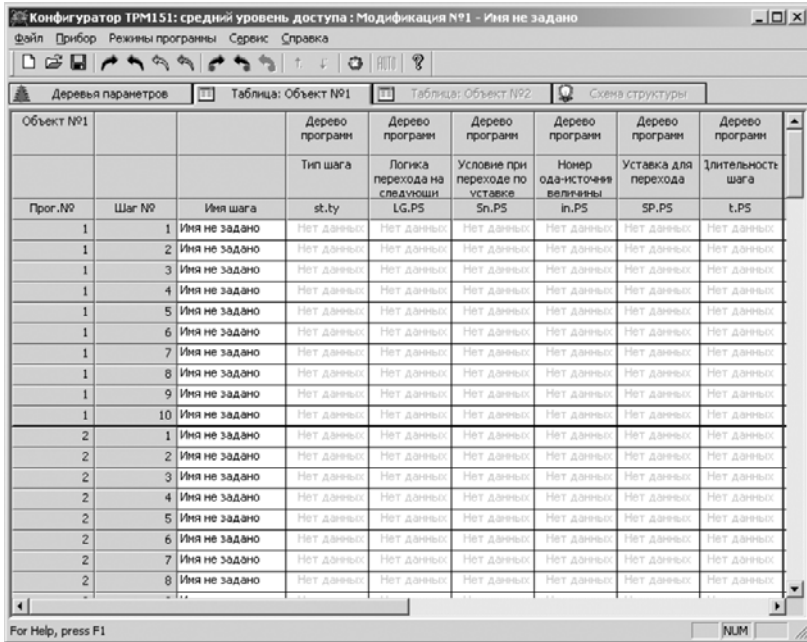 Конфигуратор ТРМ151: средний уровень доступа : Модификация №1 - Имя не задано
Файл Прибор Режимы программы Сервис Справка
Деревья параметров Таблица: Объект №1 Таблица: Объект №2 Схема структуры
Объект №1 Дерево программ Дерево программ Дерево программ Дерево программ Дерево программ Дерево программ
Тип шага Логика перехода на следующи Условие при переходе по уставке Номер ода-источник величины Уставка для перехода Длительность шага
Прог.№ Шаг № Имя шага st.ty LG.PS Sn.PS in.PS SP.PS t.PS
1 1 Имя не задано Нет данных Нет данных Нет данных Нет данных Нет данных Нет данных
1 2 Имя не задано Нет данных Нет данных Нет данных Нет данных Нет данных Нет данных
1 3 Имя не задано Нет данных Нет данных Нет данных Нет данных Нет данных Нет данных
1 4 Имя не задано Нет данных Нет данных Нет данных Нет данных Нет данных Нет данных
1 5 Имя не задано Нет данных Нет данных Нет данных Нет данных Нет данных Нет данных
1 6 Имя не задано Нет данных Нет данных Нет данных Нет данных Нет данных Нет данных
1 7 Имя не задано Нет данных Нет данных Нет данных Нет данных Нет данных Нет данных
1 8 Имя не задано Нет данных Нет данных Нет данных Нет данных Нет данных Нет данных
1 9 Имя не задано Нет данных Нет данных Нет данных Нет данных Нет данных Нет данных
1 10 Имя не задано Нет данных Нет данных Нет данных Нет данных Нет данных Нет данных
2 1 Имя не задано Нет данных Нет данных Нет данных Нет данных Нет данных Нет данных
2 2 Имя не задано Нет данных Нет данных Нет данных Нет данных Нет данных Нет данных
2 3 Имя не задано Нет данных Нет данных Нет данных Нет данных Нет данных Нет данных
2 4 Имя не задано Нет данных Нет данных Нет данных Нет данных Нет данных Нет данных
2 5 Имя не задано Нет данных Нет данных Нет данных Нет данных Нет данных Нет данных
2 6 Имя не задано Нет данных Нет данных Нет данных Нет данных Нет данных Нет данных
2 7 Имя не задано Нет данных Нет данных Нет данных Нет данных Нет данных Нет данных
2 8 Имя не задано Нет данных Нет данных Нет данных Нет данных Нет данных Нет данных
For Help, press F1 NUM